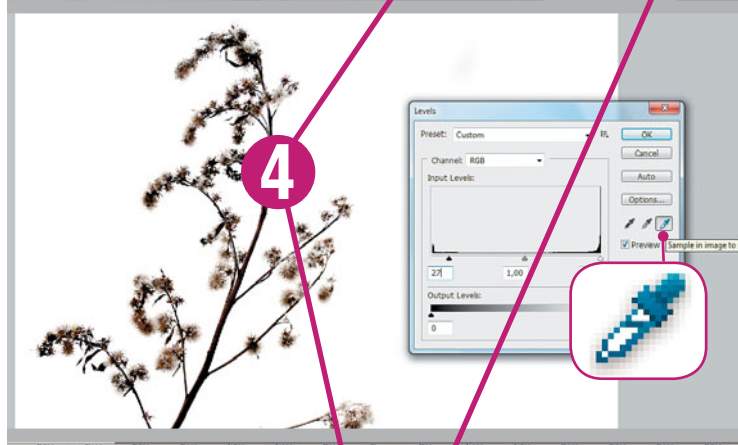 4
Levels
Preset: Custom
OK
Cancel
Channel: RGB
Auto
Input Levels:
Options...
Preview
Sample in image to
27
1,00
Output Levels:
0